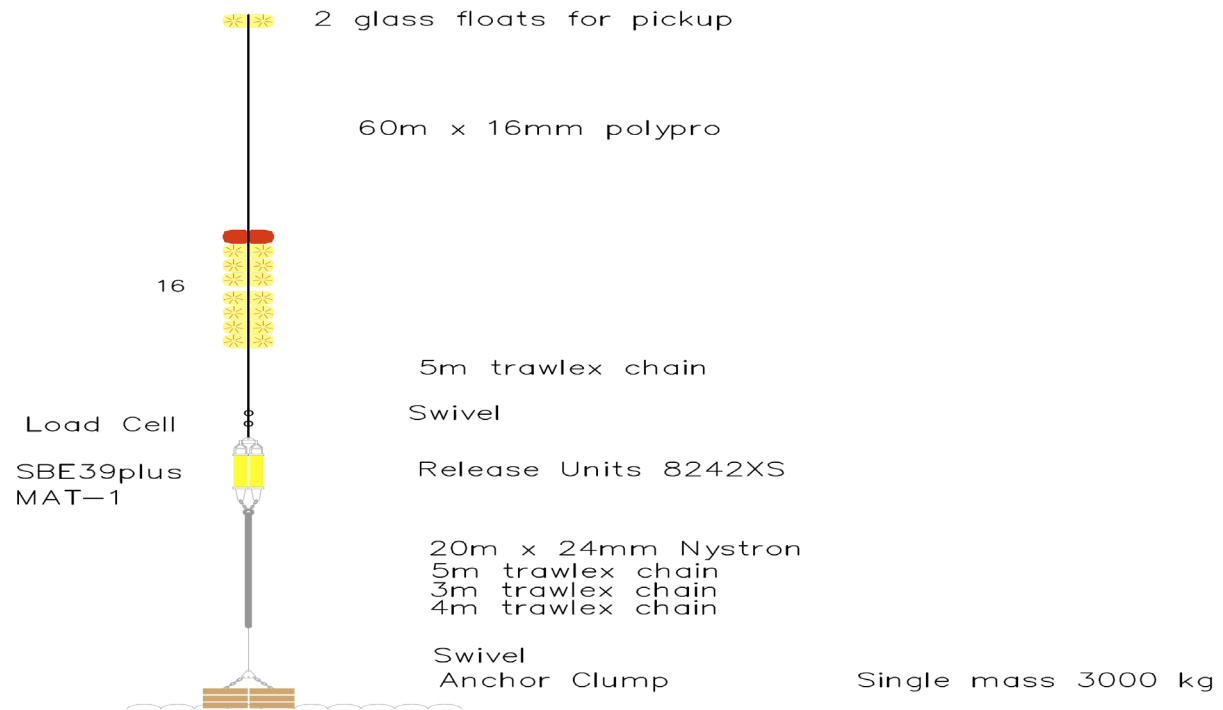 2 glass floats for pickup
60m x 16mm polypro
16
5m trawlex chain
Swivel
Load Cell
SBE39plus
Release Units 8242XS
MAT-1
20m x 24mm Nystron
5m trawlex chain
3m trawlex chain
4m trawlex chain
Swivel
Anchor Clump Single mass 3000 kg